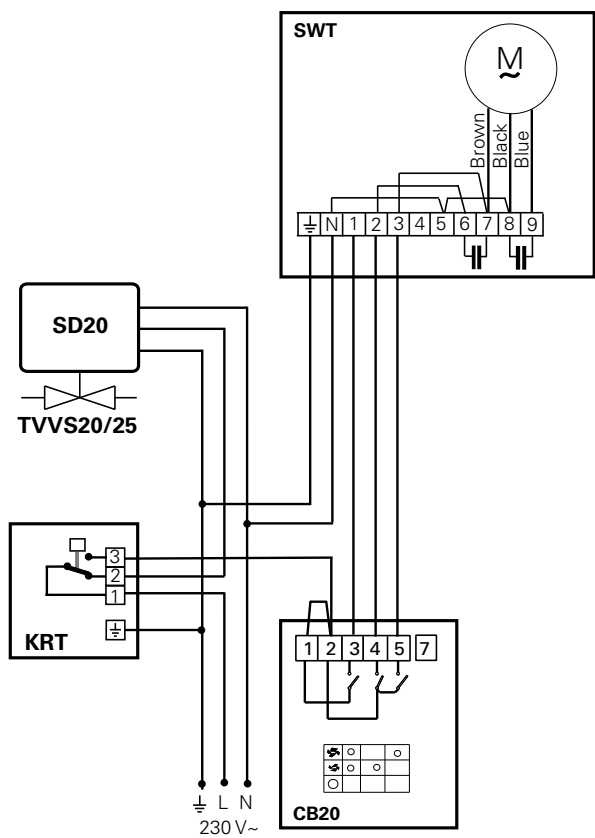 SWT
M
~
Brown
Black
Blue
N 1 2 3 4 5 6 7 8 9
SD20
TVVS20/25
3
2
1
KRT
1 2 3 4 5 7
CB20
L N
230 V~